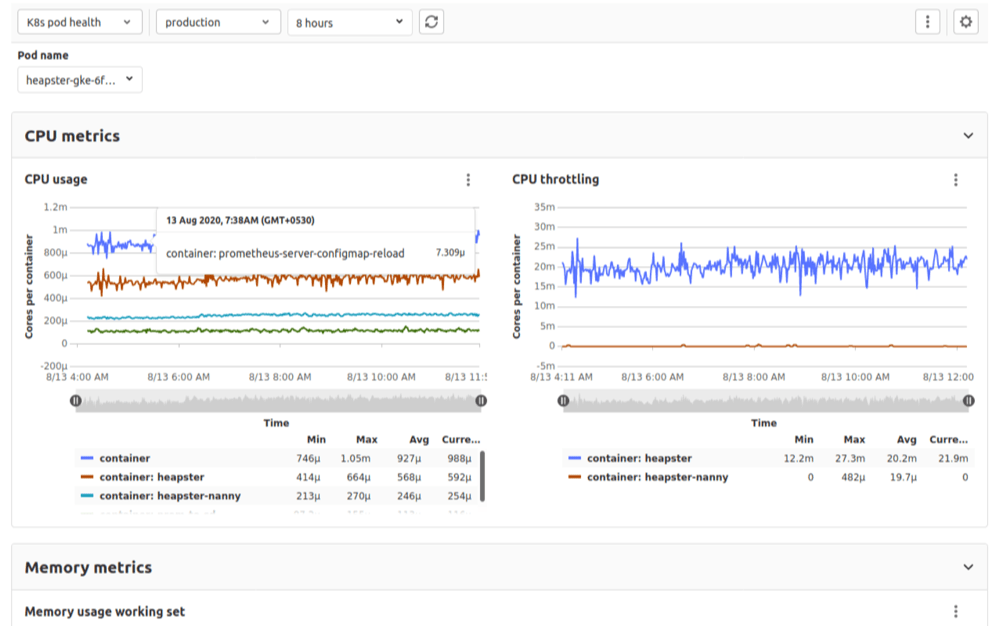 K8s pod health production 8 hours
Pod name
heapster-gke-6f...
CPU metrics
CPU usage
Cores per container
1.2m
1m
800µ
600µ
400µ
200µ
0
-200µ
8/13 4:00 AM 8/13 6:00 AM 8/13 8:00 AM 8/13 10:00 AM 8/13 11:5
13 Aug 2020, 7:38AM (GMT+0530)
container: prometheus-server-configmap-reload 7.309µ
Time
Min Max Avg Curre...
container 746µ 1.05m 927µ 988µ
container: heapster 414µ 664µ 568µ 592µ
container: heapster-nanny 213µ 270µ 246µ 254µ
CPU throttling
Cores per container
35m
30m
25m
20m
15m
10m
5m
0
-5m
8/13 4:11 AM 8/13 6:00 AM 8/13 8:00 AM 8/13 10:00 AM 8/13 12:00
Time
Min Max Avg Curre...
container: heapster 12.2m 27.3m 20.2m 21.9m
container: heapster-nanny 0 482µ 19.7µ 0
Memory metrics
Memory usage working set